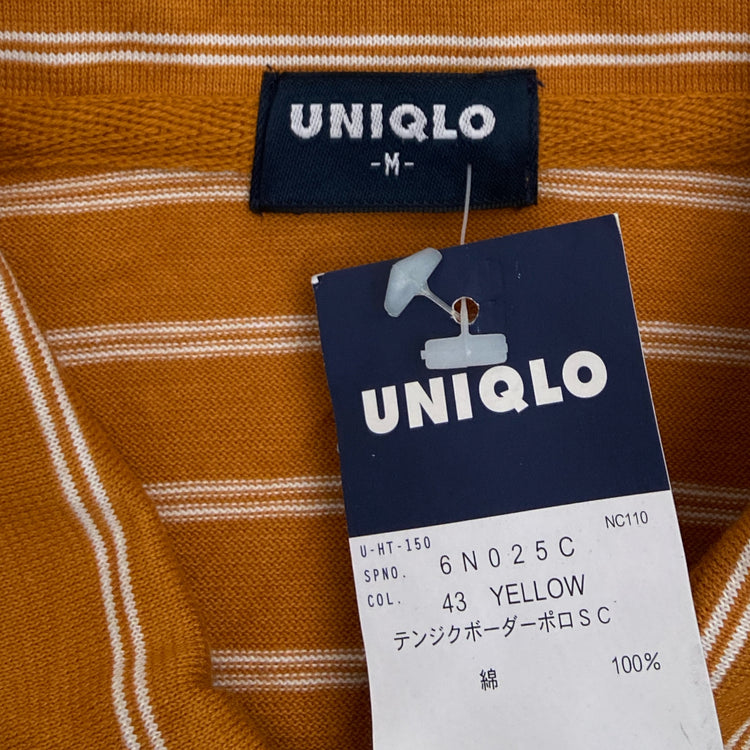 UNIQLO
-M-
UNIQLO
U-HT-150 NC110
SPNO. 6N025C
COL. 43 YELLOW
テンジクボーダーポロSC
綿 100%